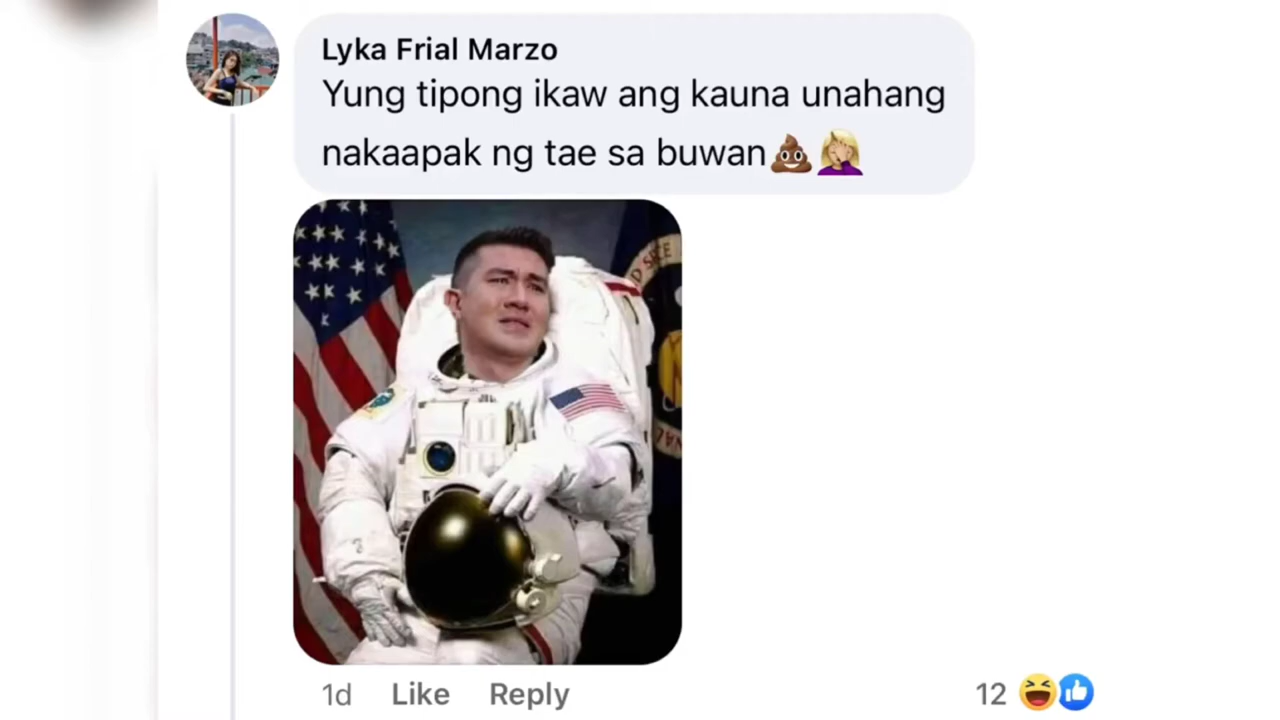 Lyka Frial Marzo
Yung tipong ikaw ang kauna unahang
nakaapak ng tae sa buwan💩🤦🏼‍♀️
1d Like Reply 12